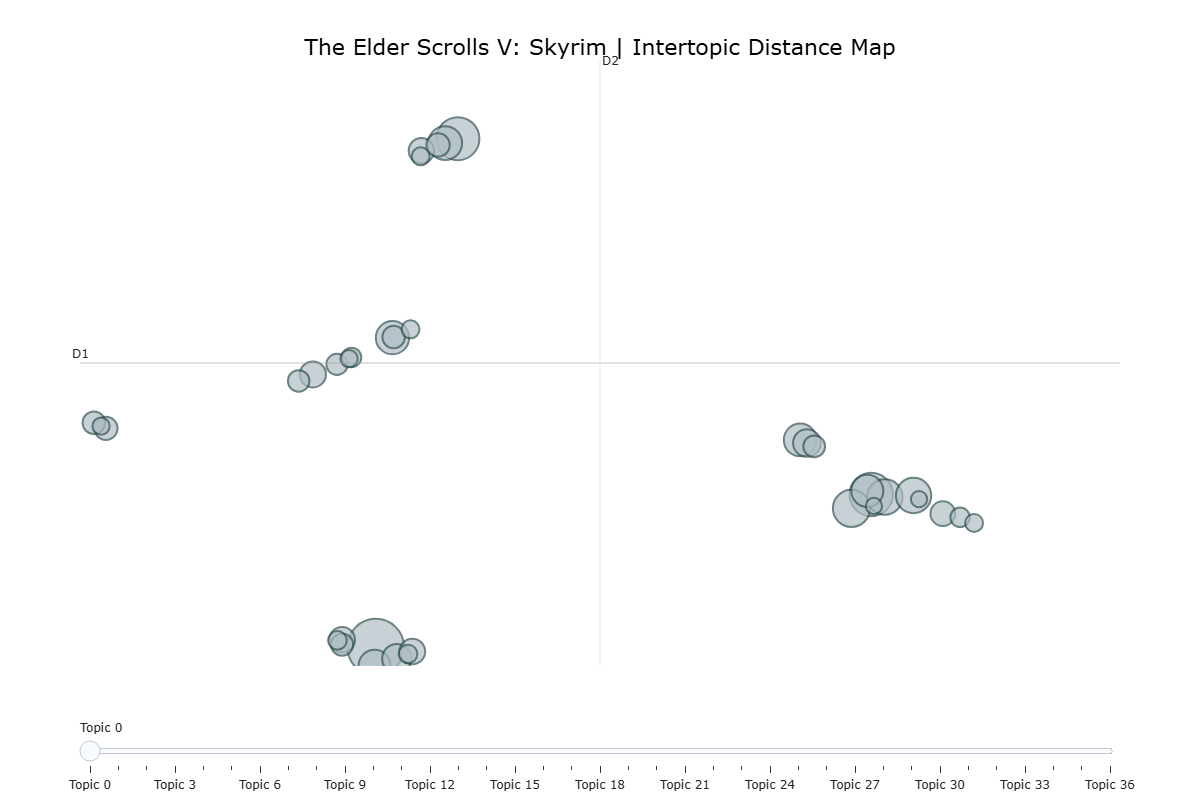 The Elder Scrolls V: Skyrim | Intertopic Distance Map
D2
D1
Topic 0
Topic 0 Topic 3 Topic 6 Topic 9 Topic 12 Topic 15 Topic 18 Topic 21 Topic 24 Topic 27 Topic 30 Topic 33 Topic 36